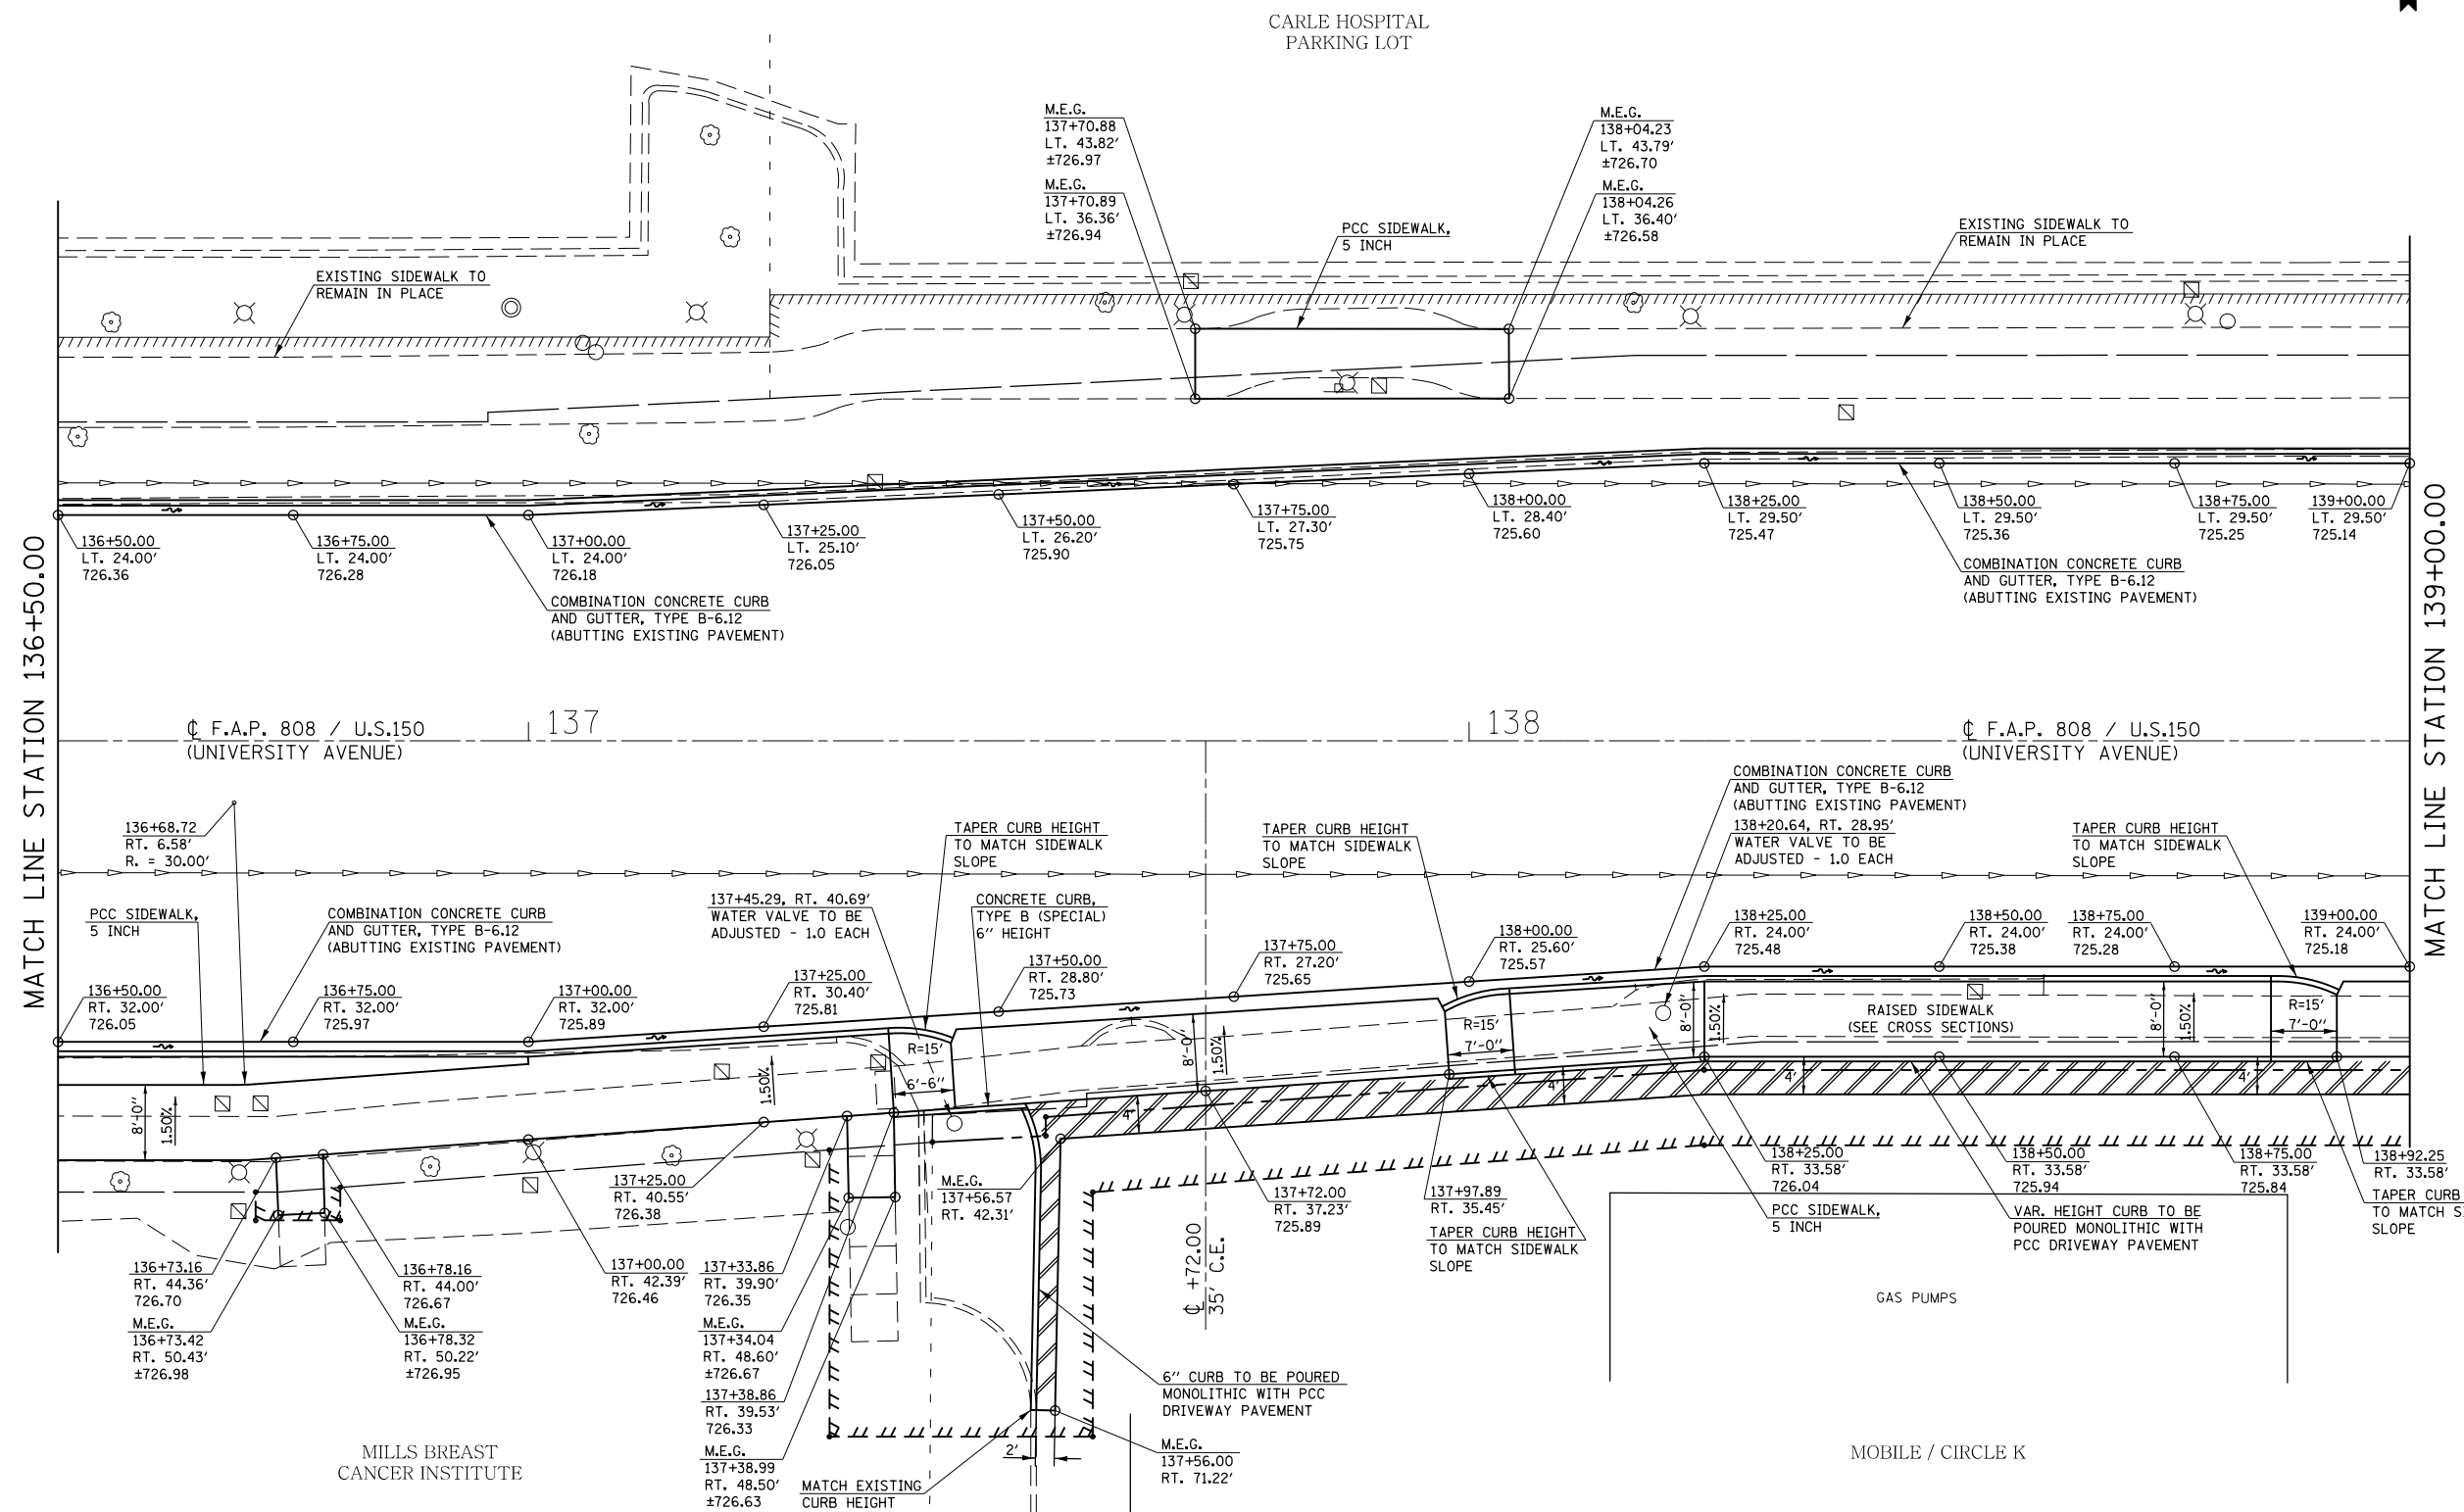 CARLE HOSPITAL
PARKING LOT
M.E.G.
137+70.88
LT. 43.82'
±726.97
M.E.G.
137+70.89
LT. 36.36'
±726.94
M.E.G.
138+04.23
LT. 43.79'
±726.70
M.E.G.
138+04.26
LT. 36.40'
±726.58
PCC SIDEWALK,
5 INCH
EXISTING SIDEWALK TO
REMAIN IN PLACE
EXISTING SIDEWALK TO
REMAIN IN PLACE
136+50.00
LT. 24.00'
726.36
136+75.00
LT. 24.00'
726.28
137+00.00
LT. 24.00'
726.18
137+25.00
LT. 25.10'
726.05
137+50.00
LT. 26.20'
725.90
137+75.00
LT. 27.30'
725.75
138+00.00
LT. 28.40'
725.60
138+25.00
LT. 29.50'
725.47
138+50.00
LT. 29.50'
725.36
138+75.00
LT. 29.50'
725.25
139+00.00
LT. 29.50'
725.14
COMBINATION CONCRETE CURB
AND GUTTER, TYPE B-6.12
(ABUTTING EXISTING PAVEMENT)
COMBINATION CONCRETE CURB
AND GUTTER, TYPE B-6.12
(ABUTTING EXISTING PAVEMENT)
MATCH LINE STATION 136+50.00
MATCH LINE STATION 139+00.00
℄ F.A.P. 808 / U.S.150
(UNIVERSITY AVENUE)
137
138
℄ F.A.P. 808 / U.S.150
(UNIVERSITY AVENUE)
136+68.72
RT. 6.58'
R. = 30.00'
PCC SIDEWALK,
5 INCH
COMBINATION CONCRETE CURB
AND GUTTER, TYPE B-6.12
(ABUTTING EXISTING PAVEMENT)
137+45.29, RT. 40.69'
WATER VALVE TO BE
ADJUSTED - 1.0 EACH
TAPER CURB HEIGHT
TO MATCH SIDEWALK
SLOPE
CONCRETE CURB,
TYPE B (SPECIAL)
6" HEIGHT
TAPER CURB HEIGHT
TO MATCH SIDEWALK
SLOPE
COMBINATION CONCRETE CURB
AND GUTTER, TYPE B-6.12
(ABUTTING EXISTING PAVEMENT)
138+20.64, RT. 28.95'
WATER VALVE TO BE
ADJUSTED - 1.0 EACH
TAPER CURB HEIGHT
TO MATCH SIDEWALK
SLOPE
136+50.00
RT. 32.00'
726.05
136+75.00
RT. 32.00'
725.97
137+00.00
RT. 32.00'
725.89
137+25.00
RT. 30.40'
725.81
137+50.00
RT. 28.80'
725.73
137+75.00
RT. 27.20'
725.65
138+00.00
RT. 25.60'
725.57
138+25.00
RT. 24.00'
725.48
138+50.00
RT. 24.00'
725.38
138+75.00
RT. 24.00'
725.28
139+00.00
RT. 24.00'
725.18
8'-0"
1.50%
1.50%
R=15'
6'-6"
8'-0"
1.50%
4'
R=15'
7'-0"
4'
8'-0"
1.50%
RAISED SIDEWALK
(SEE CROSS SECTIONS)
4'
8'-0"
1.50%
R=15'
7'-0"
4'
136+73.16
RT. 44.36'
726.70
M.E.G.
136+73.42
RT. 50.43'
±726.98
136+78.16
RT. 44.00'
726.67
M.E.G.
136+78.32
RT. 50.22'
±726.95
137+00.00
RT. 42.39'
726.46
137+25.00
RT. 40.55'
726.38
137+33.86
RT. 39.90'
726.35
M.E.G.
137+34.04
RT. 48.60'
±726.67
137+38.86
RT. 39.53'
726.33
M.E.G.
137+38.99
RT. 48.50'
±726.63
M.E.G.
137+56.57
RT. 42.31'
MATCH EXISTING
CURB HEIGHT
2'
M.E.G.
137+56.00
RT. 71.22'
6" CURB TO BE POURED
MONOLITHIC WITH PCC
DRIVEWAY PAVEMENT
℄ +72.00
35' C.E.
137+72.00
RT. 37.23'
725.89
137+97.89
RT. 35.45'
TAPER CURB HEIGHT
TO MATCH SIDEWALK
SLOPE
138+25.00
RT. 33.58'
726.04
PCC SIDEWALK,
5 INCH
138+50.00
RT. 33.58'
725.94
VAR. HEIGHT CURB TO BE
POURED MONOLITHIC WITH
PCC DRIVEWAY PAVEMENT
138+75.00
RT. 33.58'
725.84
138+92.25
RT. 33.58'
TAPER CURB
TO MATCH
SLOPE
GAS PUMPS
MILLS BREAST
CANCER INSTITUTE
MOBILE / CIRCLE K